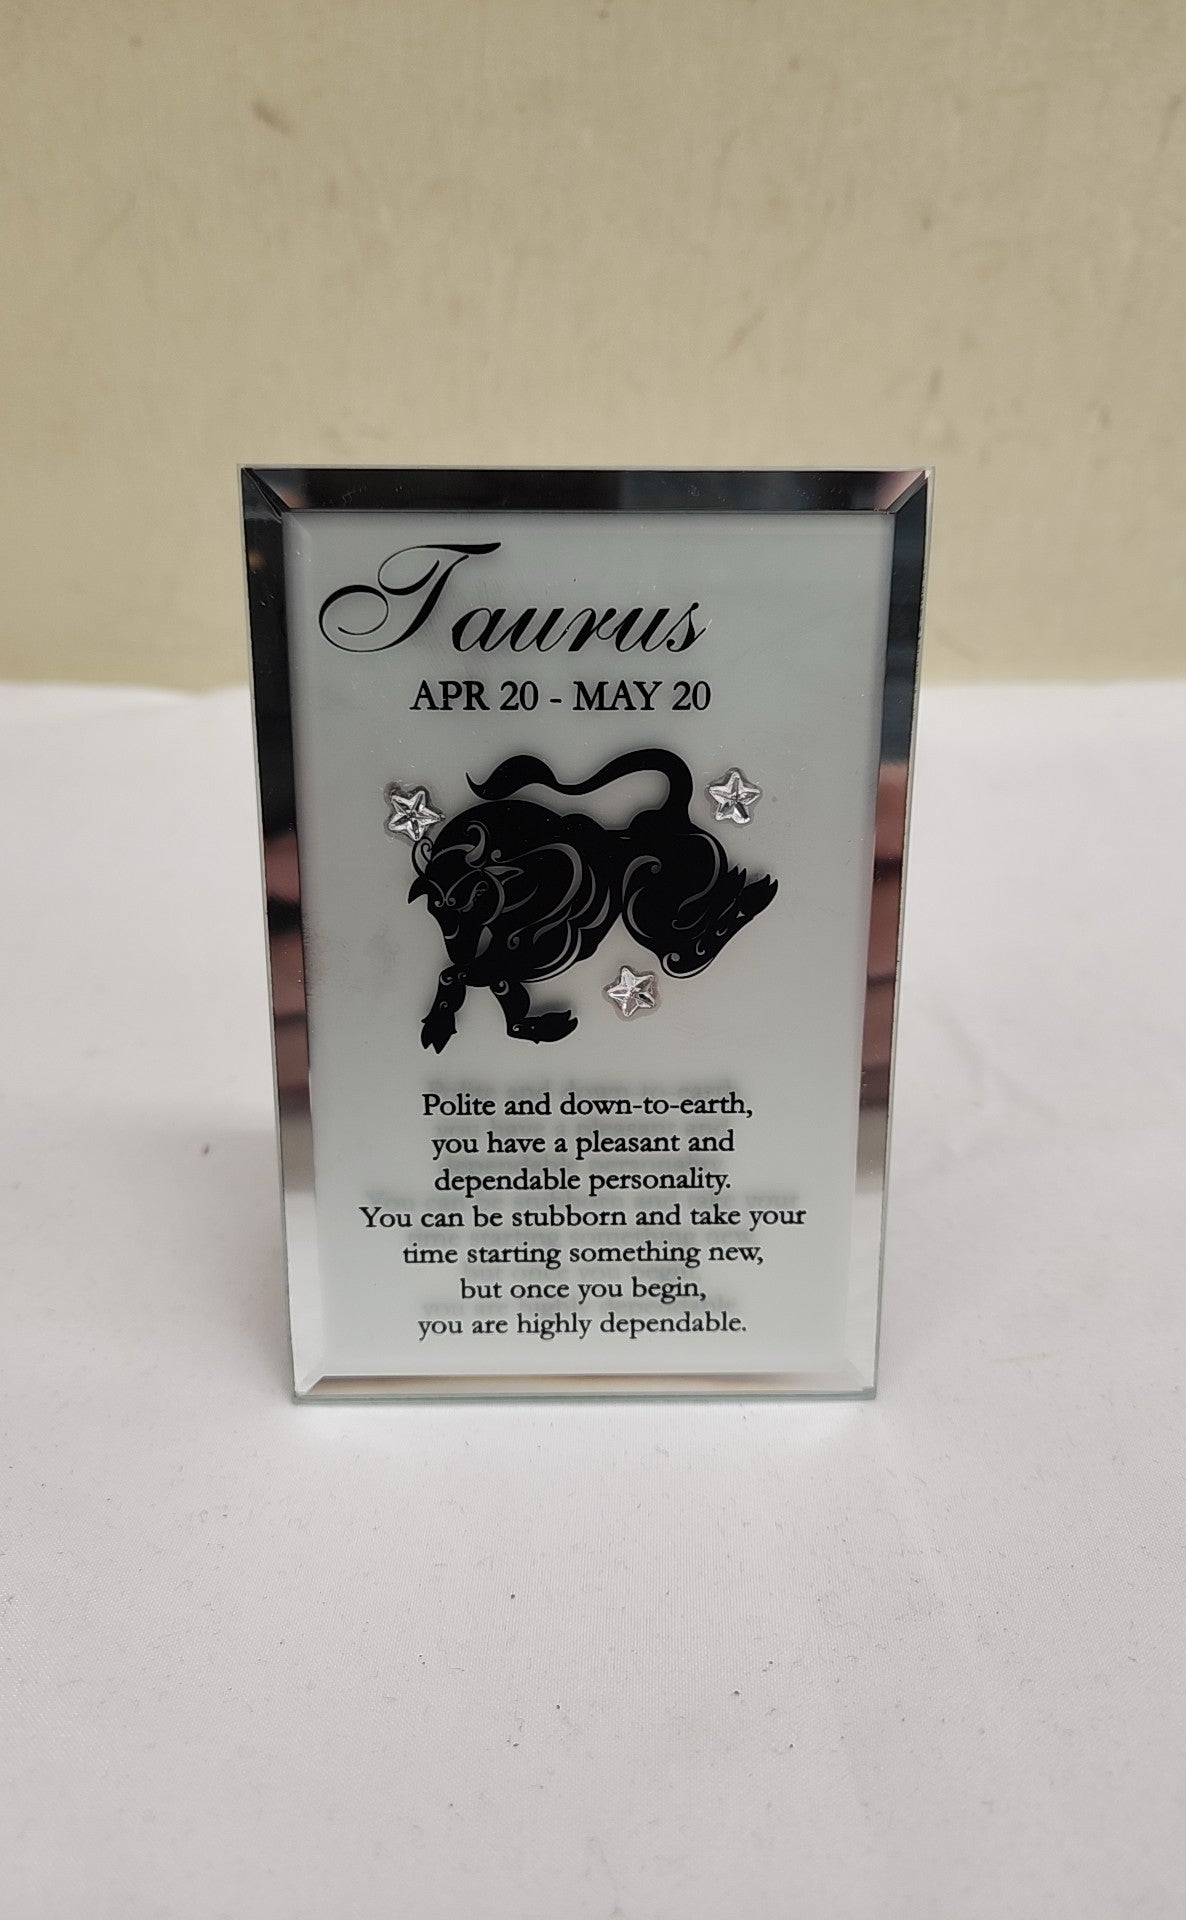 Taurus
APR 20 - MAY 20
Polite and down-to-earth,
you have a pleasant and
dependable personality.
You can be stubborn and take your
time starting something new,
but once you begin,
you are highly dependable.